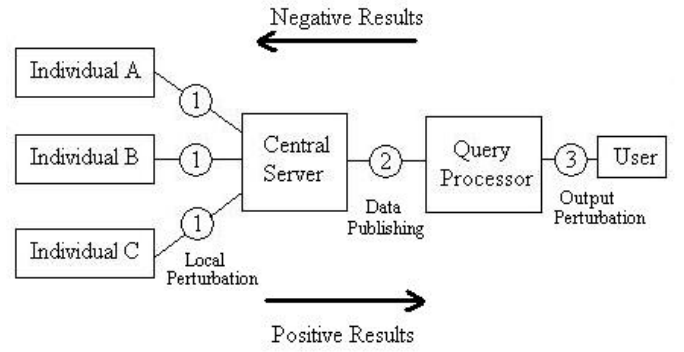 Negative Results
Individual A
1
Individual B
1
Individual C
1
Local
Perturbation
Central
Server
2
Data
Publishing
Query
Processor
3
Output
Perturbation
User
Positive Results